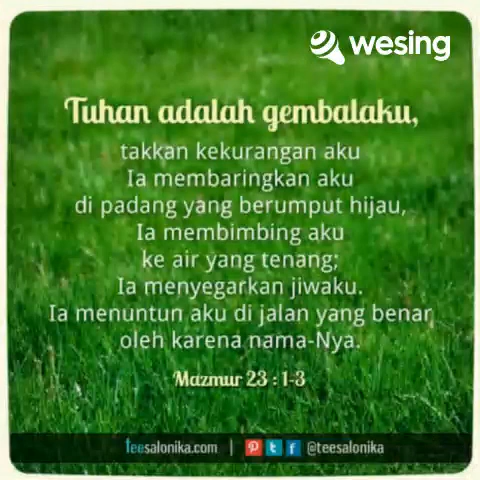 wesing
Tuhan adalah gembalaku,
takkan kekurangan aku
Ia membaringkan aku
di padang yang berumput hijau,
Ia membimbing aku
ke air yang tenang;
Ia menyegarkan jiwaku.
Ia menuntun aku di jalan yang benar
oleh karena nama-Nya.
Mazmur 23 : 1-3
teesalonika.com | @teesalonika